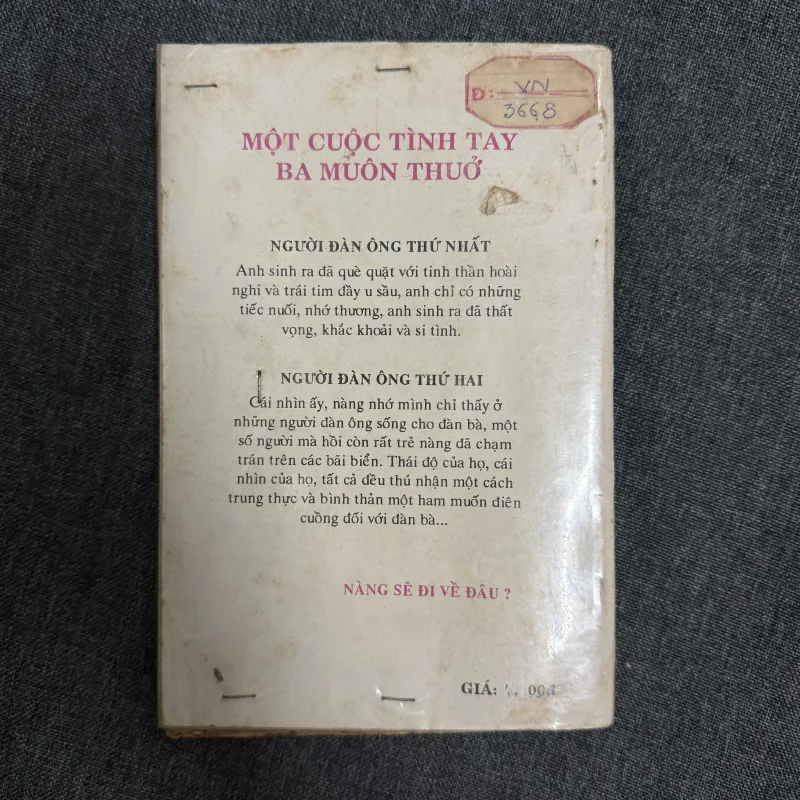 Đ: VN
3668
MỘT CUỘC TÌNH TAY
BA MUÔN THUỞ
NGƯỜI ĐÀN ÔNG THỨ NHẤT
Anh sinh ra đã què quặt với tinh thần hoài
nghi và trái tim đầy u sầu, anh chỉ có những
tiếc nuối, nhớ thương, anh sinh ra đã thất
vọng, khắc khoải và si tình.
NGƯỜI ĐÀN ÔNG THỨ HAI
Cái nhìn ấy, nàng nhớ mình chỉ thấy ở
những người đàn ông sống cho đàn bà, một
số người mà hồi còn rất trẻ nàng đã chạm
trán trên các bãi biển. Thái độ của họ, cái
nhìn của họ, tất cả đều thú nhận một cách
trung thực và bình thản một ham muốn điên
cuồng đối với đàn bà...
NÀNG SẼ ĐI VỀ ĐÂU ?
GIÁ: